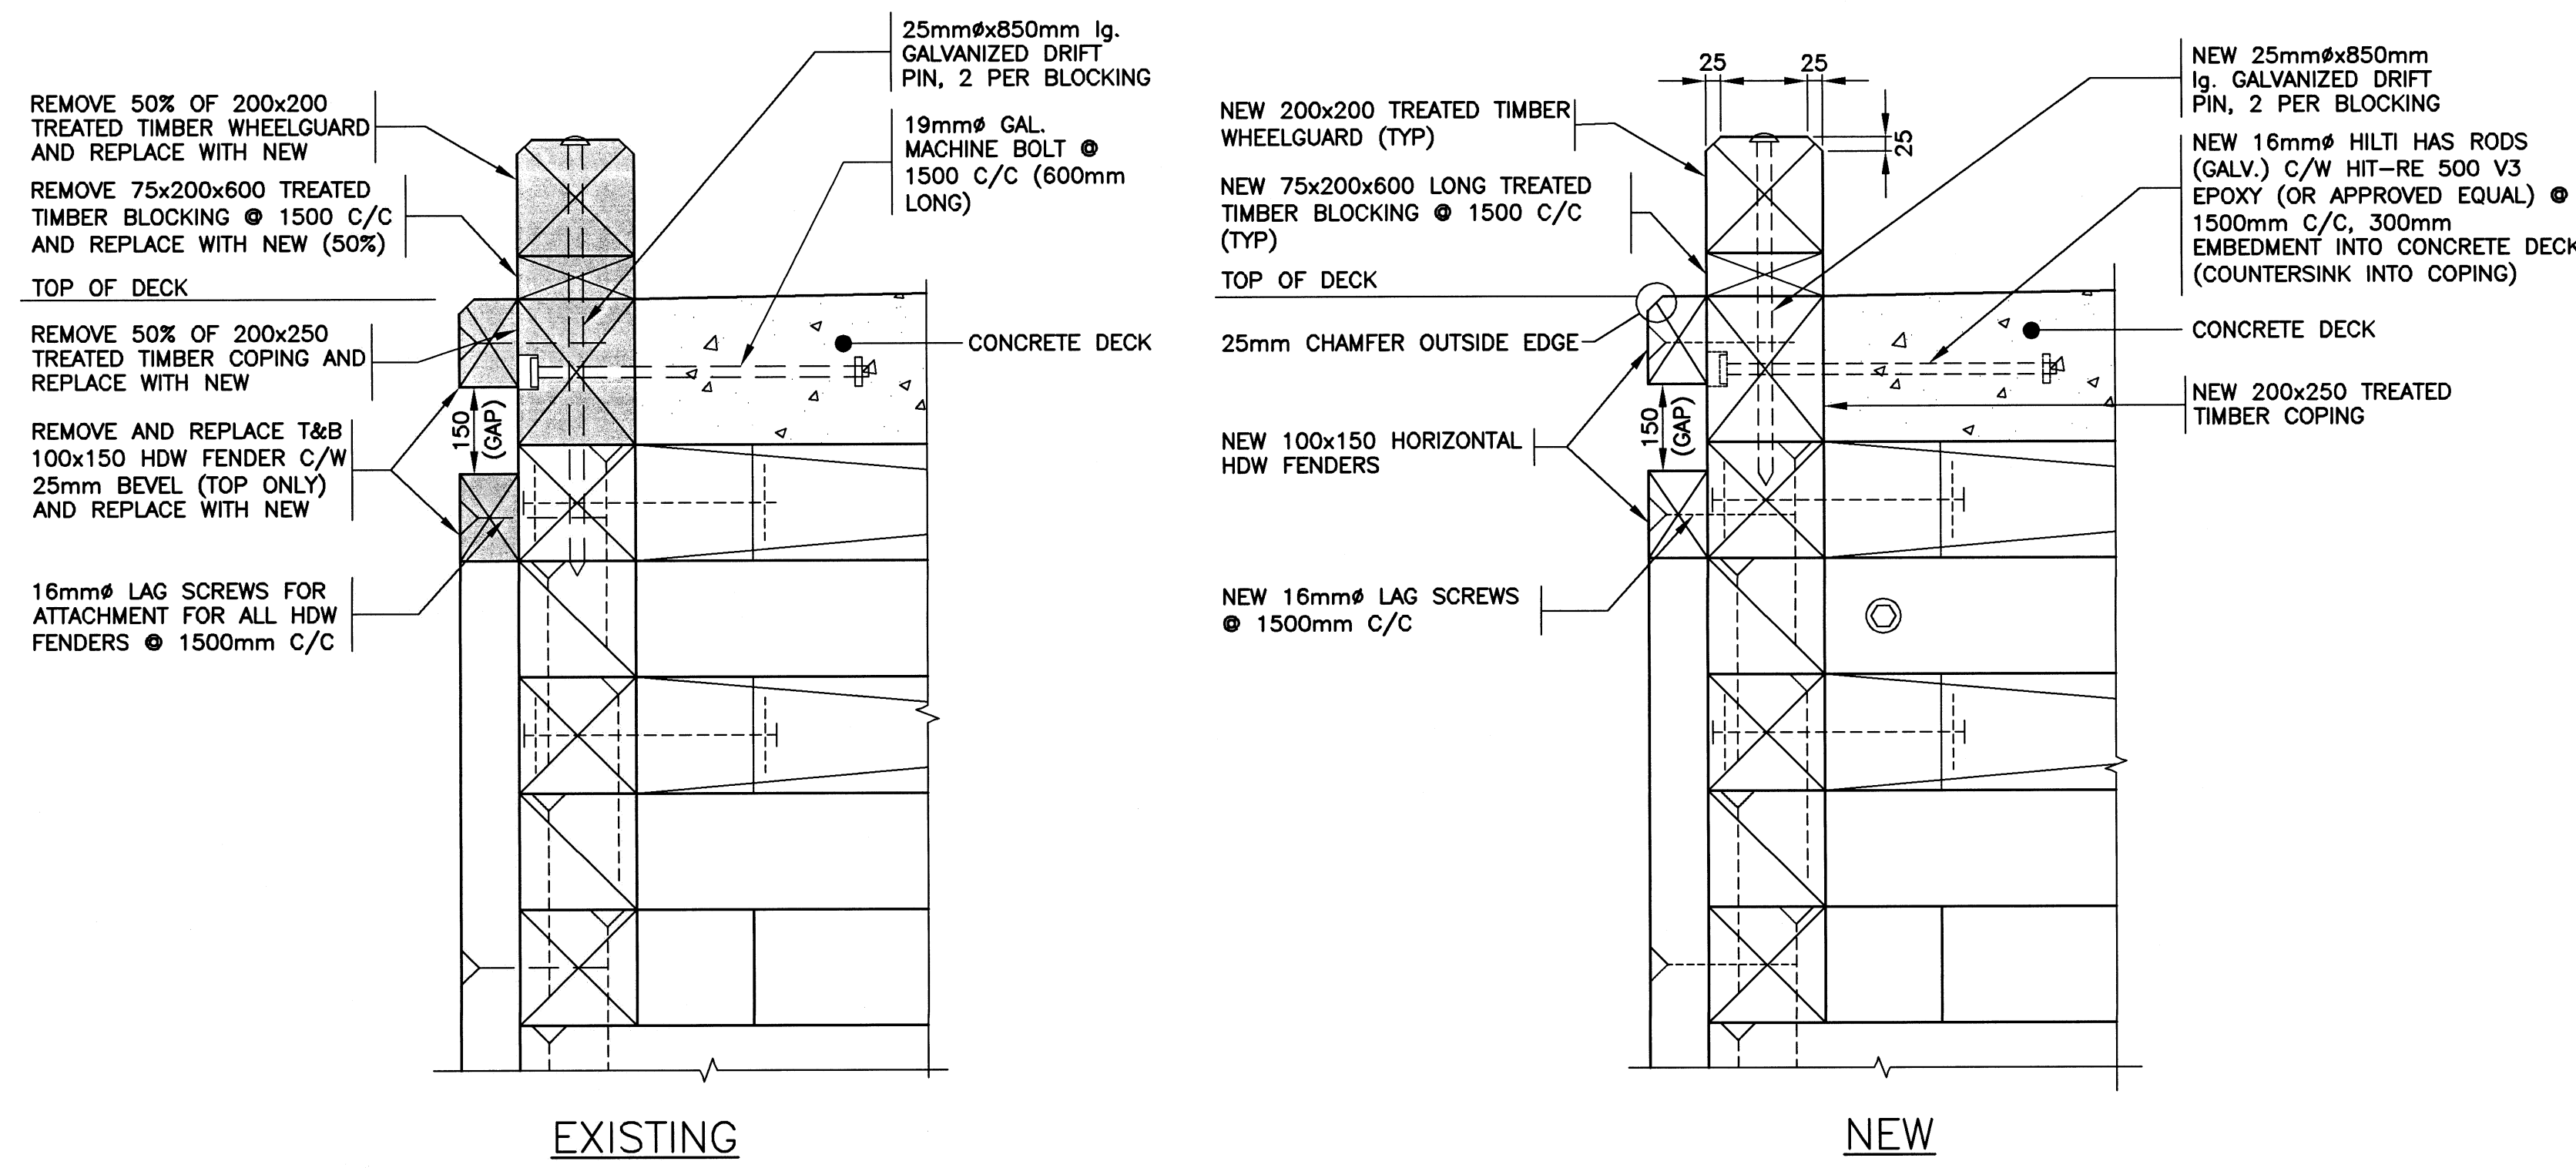 REMOVE 50% OF 200x200
TREATED TIMBER WHEELGUARD
AND REPLACE WITH NEW
REMOVE 75x200x600 TREATED
TIMBER BLOCKING @ 1500 C/C
AND REPLACE WITH NEW (50%)
TOP OF DECK
REMOVE 50% OF 200x250
TREATED TIMBER COPING AND
REPLACE WITH NEW
REMOVE AND REPLACE T&B
100x150 HDW FENDER C/W
25mm BEVEL (TOP ONLY)
AND REPLACE WITH NEW
16mmø LAG SCREWS FOR
ATTACHMENT FOR ALL HDW
FENDERS @ 1500mm C/C
150
(GAP)
25mmøx850mm lg.
GALVANIZED DRIFT
PIN, 2 PER BLOCKING
19mmø GAL.
MACHINE BOLT @
1500 C/C (600mm
LONG)
CONCRETE DECK
EXISTING
NEW 200x200 TREATED TIMBER
WHEELGUARD (TYP)
NEW 75x200x600 LONG TREATED
TIMBER BLOCKING @ 1500 C/C
(TYP)
TOP OF DECK
25mm CHAMFER OUTSIDE EDGE
NEW 100x150 HORIZONTAL
HDW FENDERS
NEW 16mmø LAG SCREWS
@ 1500mm C/C
25
25
25
150
(GAP)
NEW 25mmøx850mm
lg. GALVANIZED DRIFT
PIN, 2 PER BLOCKING
NEW 16mmø HILTI HAS RODS
(GALV.) C/W HIT-RE 500 V3
EPOXY (OR APPROVED EQUAL) @
1500mm C/C, 300mm
EMBEDMENT INTO CONCRETE DECK
(COUNTERSINK INTO COPING)
CONCRETE DECK
NEW 200x250 TREATED
TIMBER COPING
NEW